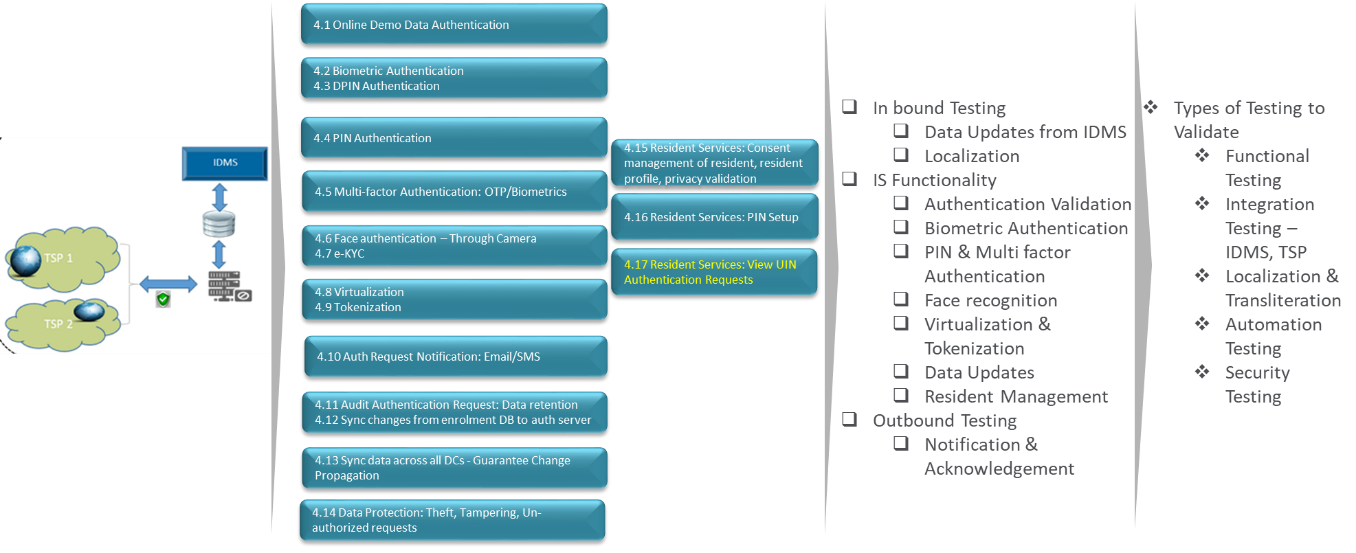 IDMS
TSP 1
TSP 2
4.1 Online Demo Data Authentication
4.2 Biometric Authentication
4.3 DPIN Authentication
4.4 PIN Authentication
4.5 Multi-factor Authentication: OTP/Biometrics
4.6 Face authentication – Through Camera
4.7 e-KYC
4.8 Virtualization
4.9 Tokenization
4.10 Auth Request Notification: Email/SMS
4.11 Audit Authentication Request: Data retention
4.12 Sync changes from enrolment DB to auth server
4.13 Sync data across all DCs - Guarantee Change
Propagation
4.14 Data Protection: Theft, Tampering, Un-
authorized requests
4.15 Resident Services: Consent
management of resident, resident
profile, privacy validation
4.16 Resident Services: PIN Setup
4.17 Resident Services: View UIN
Authentication Requests
In bound Testing
Data Updates from IDMS
Localization
IS Functionality
Authentication Validation
Biometric Authentication
PIN & Multi factor
Authentication
Face recognition
Virtualization &
Tokenization
Data Updates
Resident Management
Outbound Testing
Notification &
Acknowledgement
Types of Testing to
Validate
Functional
Testing
Integration
Testing –
IDMS, TSP
Localization &
Transliteration
Automation
Testing
Security
Testing